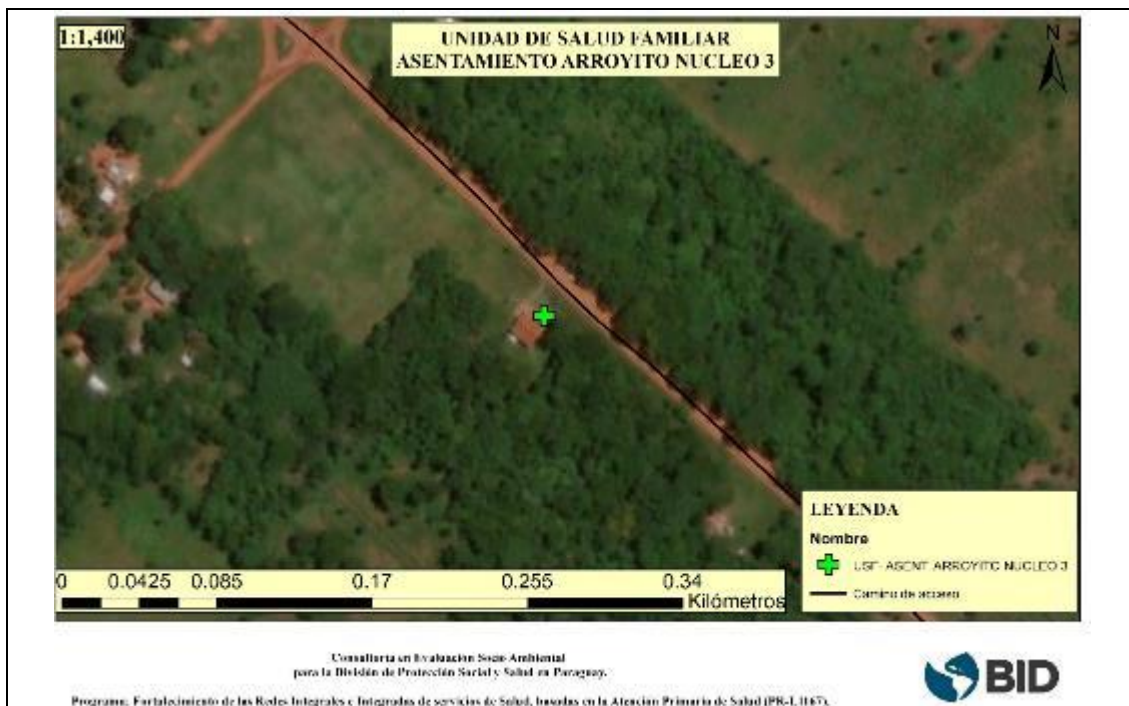 1:1,400
UNIDAD DE SALUD FAMILIAR
ASENTAMIENTO ARROYITO NUCLEO 3
N
LEYENDA
Nombre
USF ASENT ARROYITO NUCLEO 3
Camino de acceso
0 0.0425 0.085 0.17 0.255 0.34
Kilómetros
Consultoria en Evaluación Socio Ambiental
para la División de Protección Social y Salud en Paraguay.
BID
Programa: Fortalecimiento de las Redes Integrales e Integradas de servicios de Salud, basadas en la Atencion Primaria de Salud (PR-L1167).